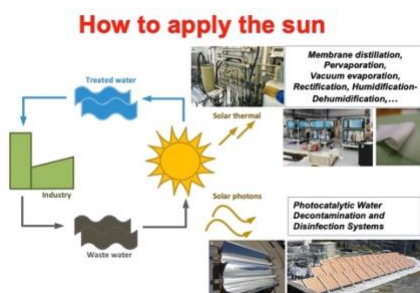 How to apply the sun
Treated water
Membrane distillation,
Pervaporation,
Vacuum evaporation,
Rectification, Humidification-
Dehumidification,...
Solar thermal
Industry
Solar photons
Waste water
Photocatalytic Water
Decontamination and
Disinfection Systems